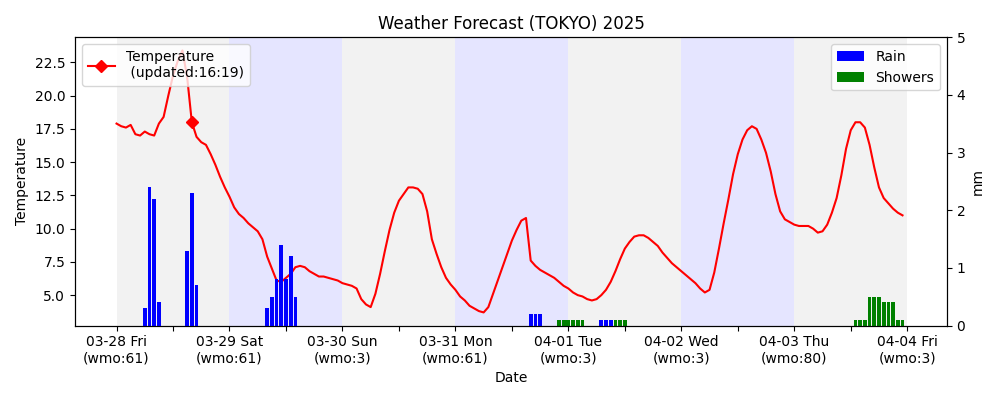 Weather Forecast (TOKYO) 2025
Temperature
(updated:16:19)
Rain
Showers
Temperature
22.5
20.0
17.5
15.0
12.5
10.0
7.5
5.0
5
4
3
2
1
0
mm
03-28 Fri
(wmo:61)
03-29 Sat
(wmo:61)
03-30 Sun
(wmo:3)
03-31 Mon
(wmo:61)
04-01 Tue
(wmo:3)
04-02 Wed
(wmo:3)
04-03 Thu
(wmo:80)
04-04 Fri
(wmo:3)
Date